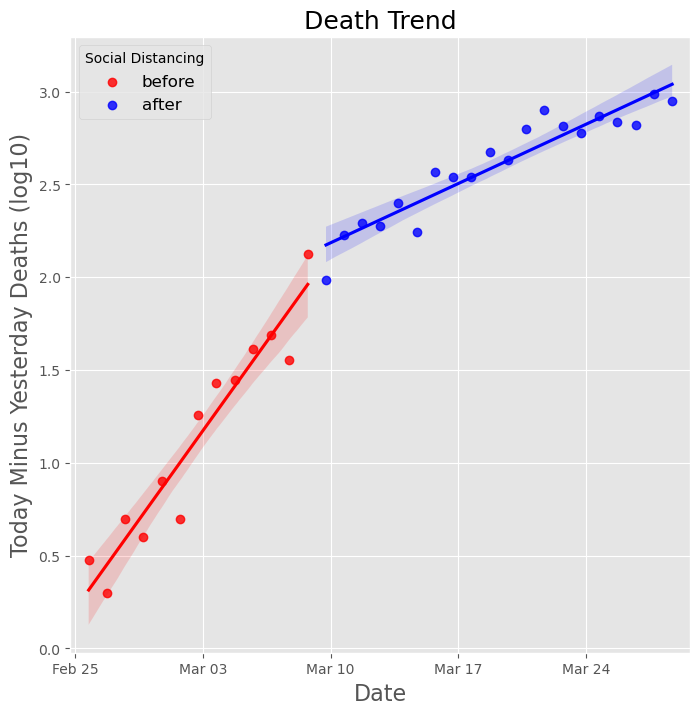 Death Trend
Social Distancing
before
after
Today Minus Yesterday Deaths (log10)
3.0
2.5
2.0
1.5
1.0
0.5
0.0
Feb 25
Mar 03
Mar 10
Mar 17
Mar 24
Date